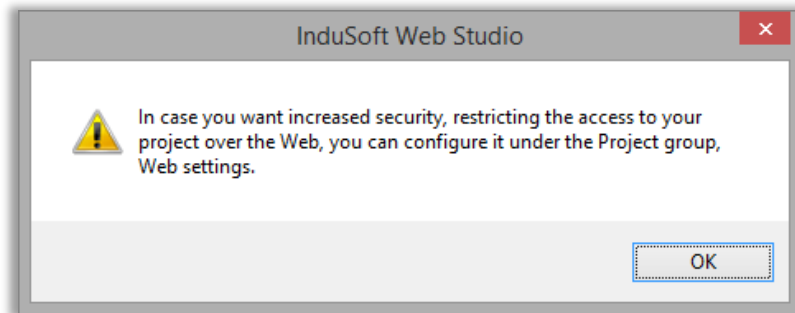 InduSoft Web Studio
In case you want increased security, restricting the access to your
project over the Web, you can configure it under the Project group,
Web settings.
OK